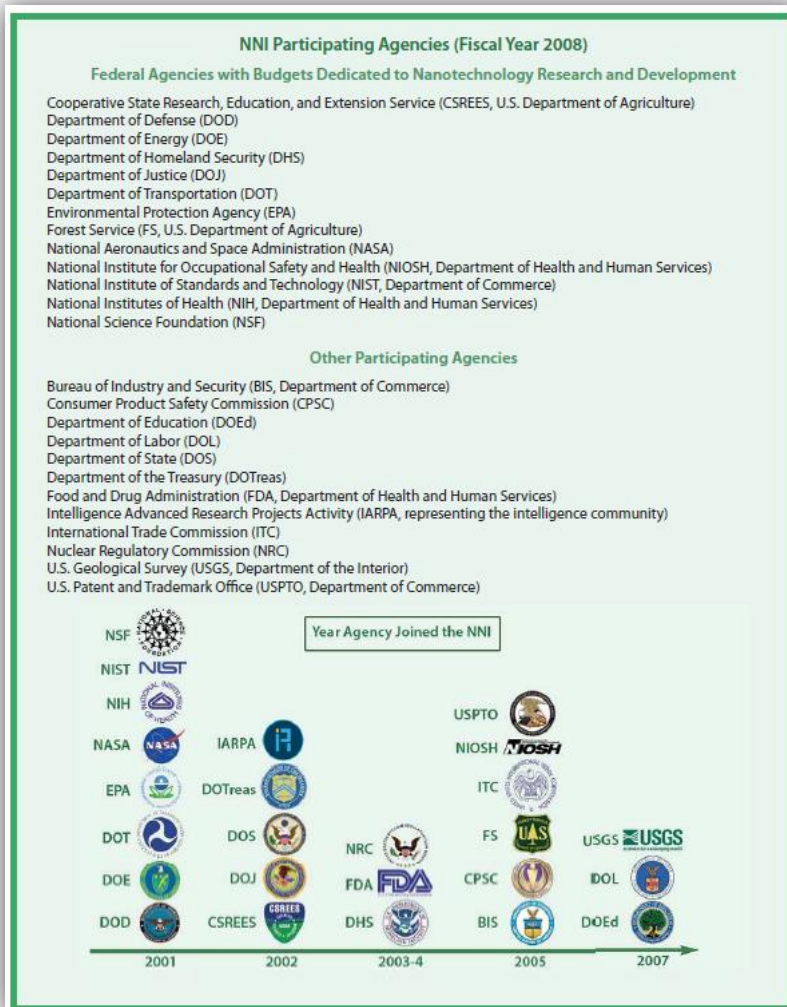 NNI Participating Agencies (Fiscal Year 2008)
Federal Agencies with Budgets Dedicated to Nanotechnology Research and Development
Cooperative State Research, Education, and Extension Service (CSREES, U.S. Department of Agriculture)
Department of Defense (DOD)
Department of Energy (DOE)
Department of Homeland Security (DHS)
Department of Justice (DOJ)
Department of Transportation (DOT)
Environmental Protection Agency (EPA)
Forest Service (FS, U.S. Department of Agriculture)
National Aeronautics and Space Administration (NASA)
National Institute for Occupational Safety and Health (NIOSH, Department of Health and Human Services)
National Institute of Standards and Technology (NIST, Department of Commerce)
National Institutes of Health (NIH, Department of Health and Human Services)
National Science Foundation (NSF)
Other Participating Agencies
Bureau of Industry and Security (BIS, Department of Commerce)
Consumer Product Safety Commission (CPSC)
Department of Education (DOEd)
Department of Labor (DOL)
Department of State (DOS)
Department of the Treasury (DOTreas)
Food and Drug Administration (FDA, Department of Health and Human Services)
Intelligence Advanced Research Projects Activity (IARPA, representing the intelligence community)
International Trade Commission (ITC)
Nuclear Regulatory Commission (NRC)
U.S. Geological Survey (USGS, Department of the Interior)
U.S. Patent and Trademark Office (USPTO, Department of Commerce)
Year Agency Joined the NNI
NSF
NIST NIST
NIH
NASA NASA
EPA
DOT
DOE
DOD
IARPA
DOTreas
DOS
DOJ
CSREES CSREES
NRC
FDA FDA
DHS
USPTO
NIOSH NIOSH
ITC
FS UAS
CPSC
BIS
USGS USGS
DOL
DOEd
2001 2002 2003-4 2005 2007